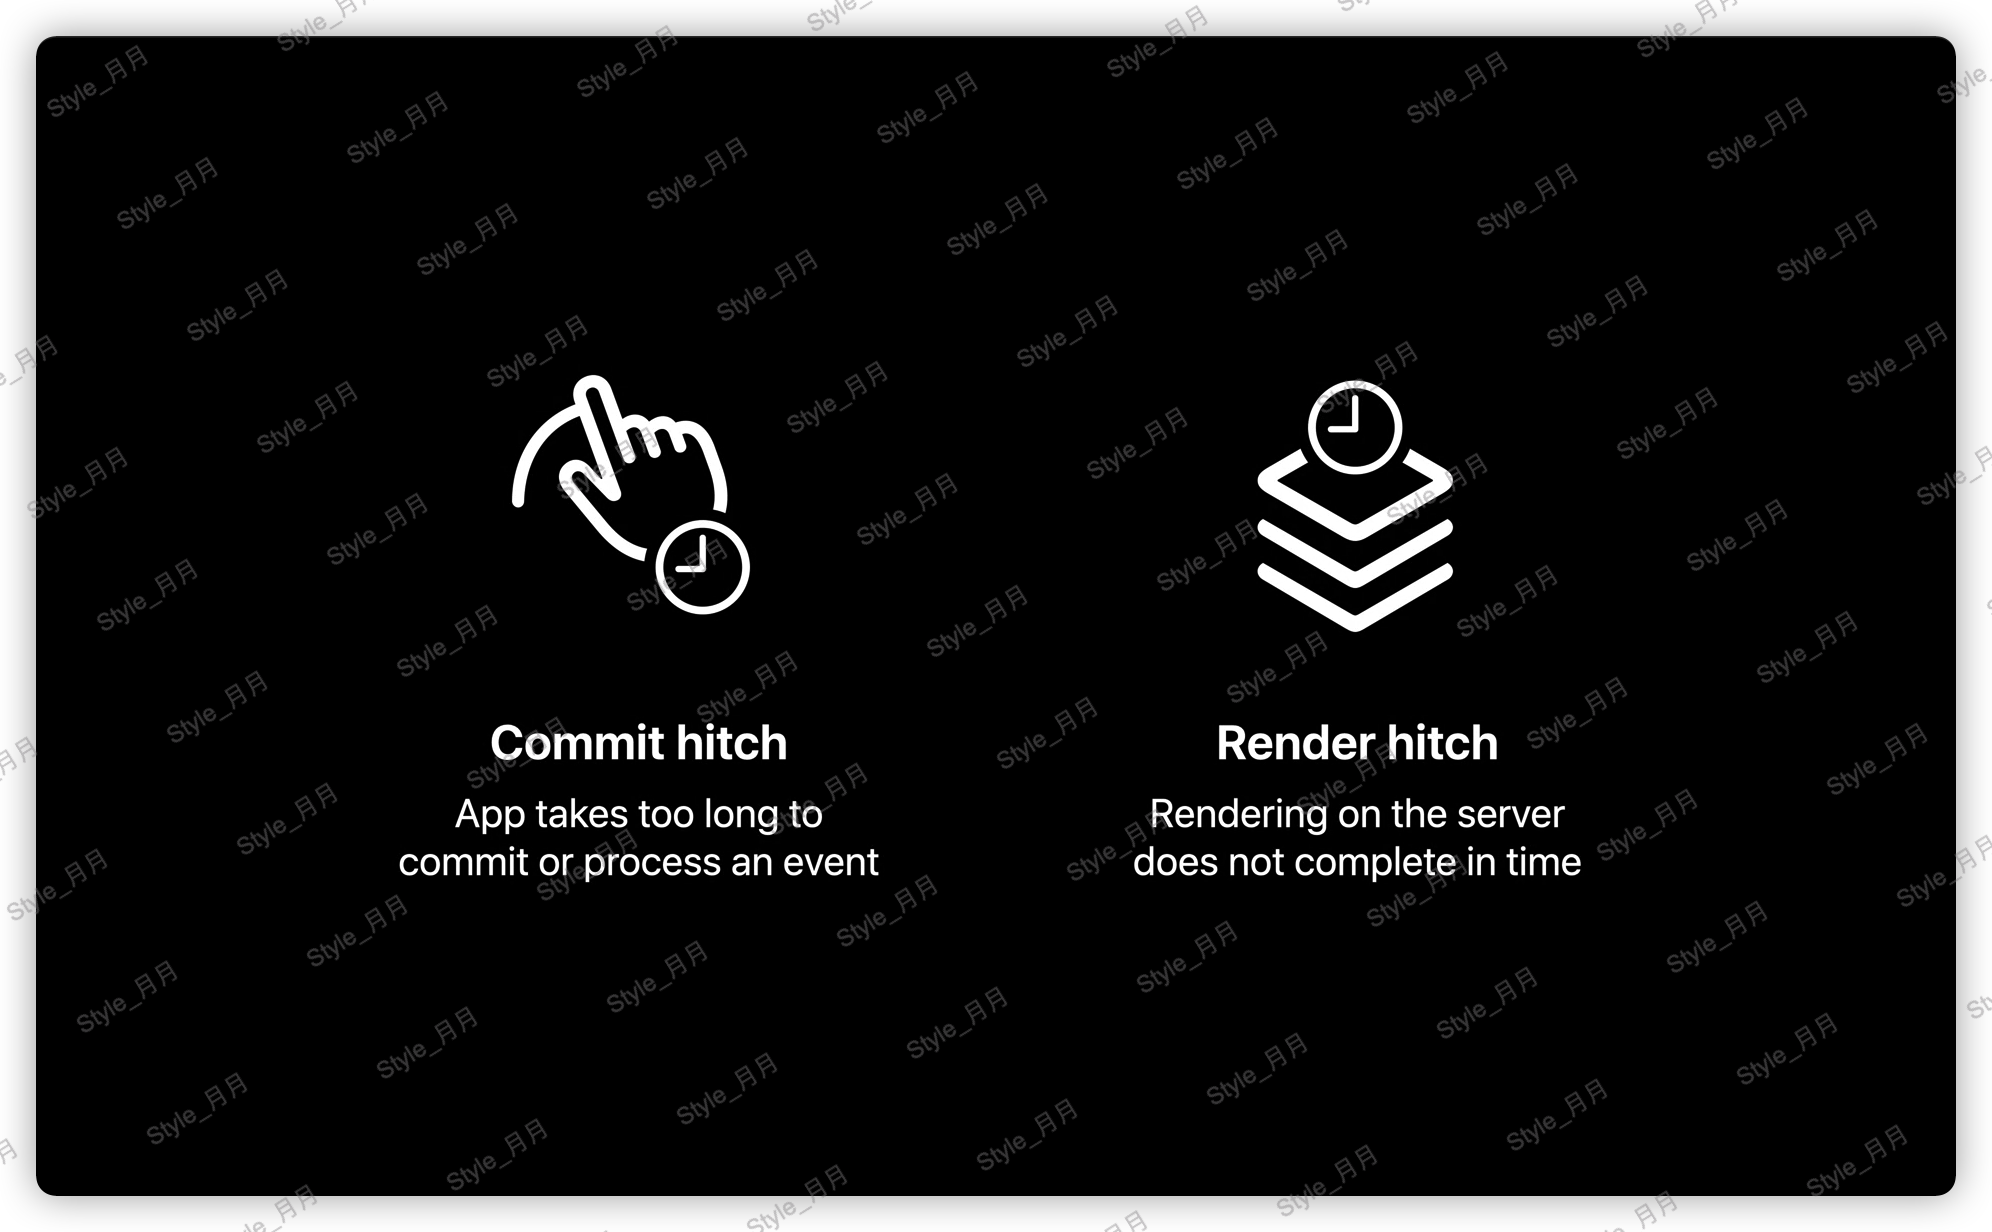 Commit hitch
App takes too long to
commit or process an event
Render hitch
Rendering on the server
does not complete in time
Style_月月